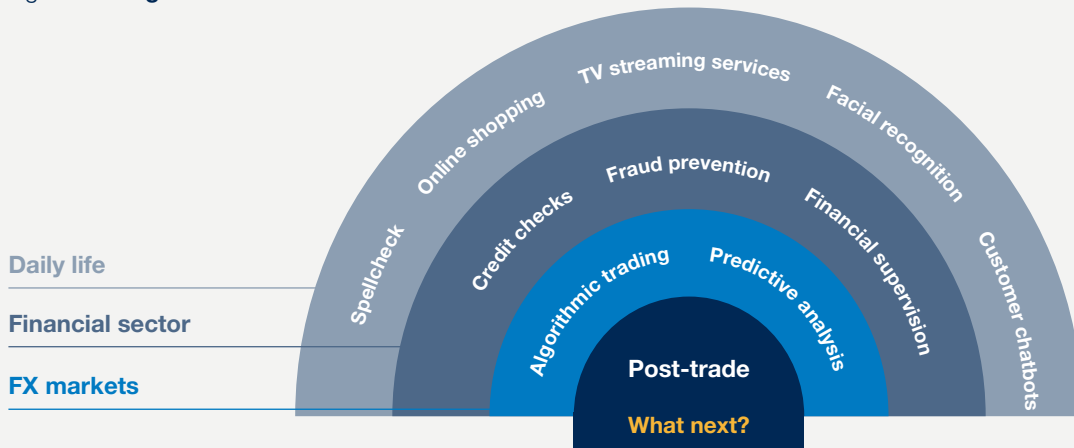 Spellcheck
Online shopping
TV streaming services
Facial recognition
Customer chatbots
Credit checks
Fraud prevention
Financial supervision
Algorithmic trading
Predictive analysis
Daily life
Financial sector
FX markets
Post-trade
What next?